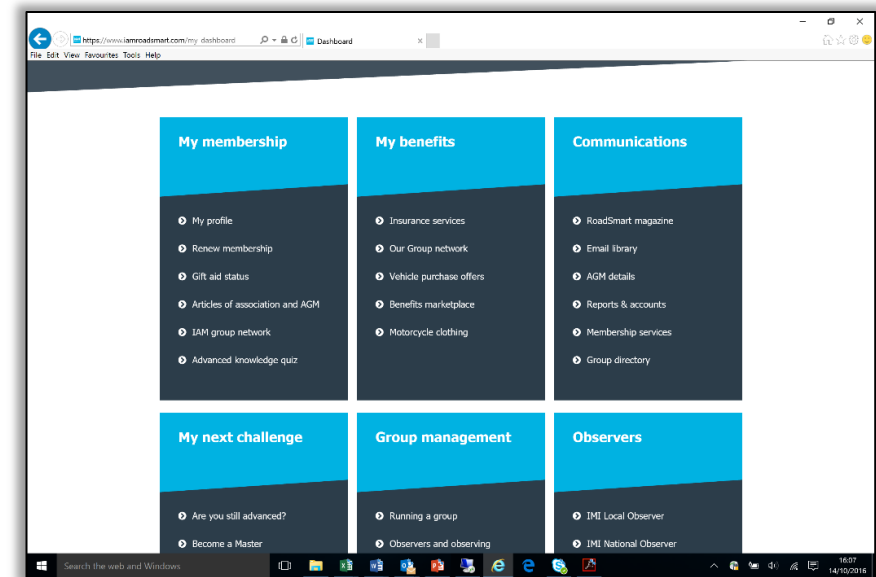 https://www.iamroadsmart.com/my dashboard
Dashboard
File Edit View Favourites Tools Help
My membership
My profile
Renew membership
Gift aid status
Articles of association and AGM
IAM group network
Advanced knowledge quiz
My benefits
Insurance services
Our Group network
Vehicle purchase offers
Benefits marketplace
Motorcycle clothing
Communications
RoadSmart magazine
Email library
AGM details
Reports & accounts
Membership services
Group directory
My next challenge
Are you still advanced?
Become a Master
Group management
Running a group
Observers and observing
Observers
IMI Local Observer
IMI National Observer
Search the web and Windows
16:07
14/10/2016